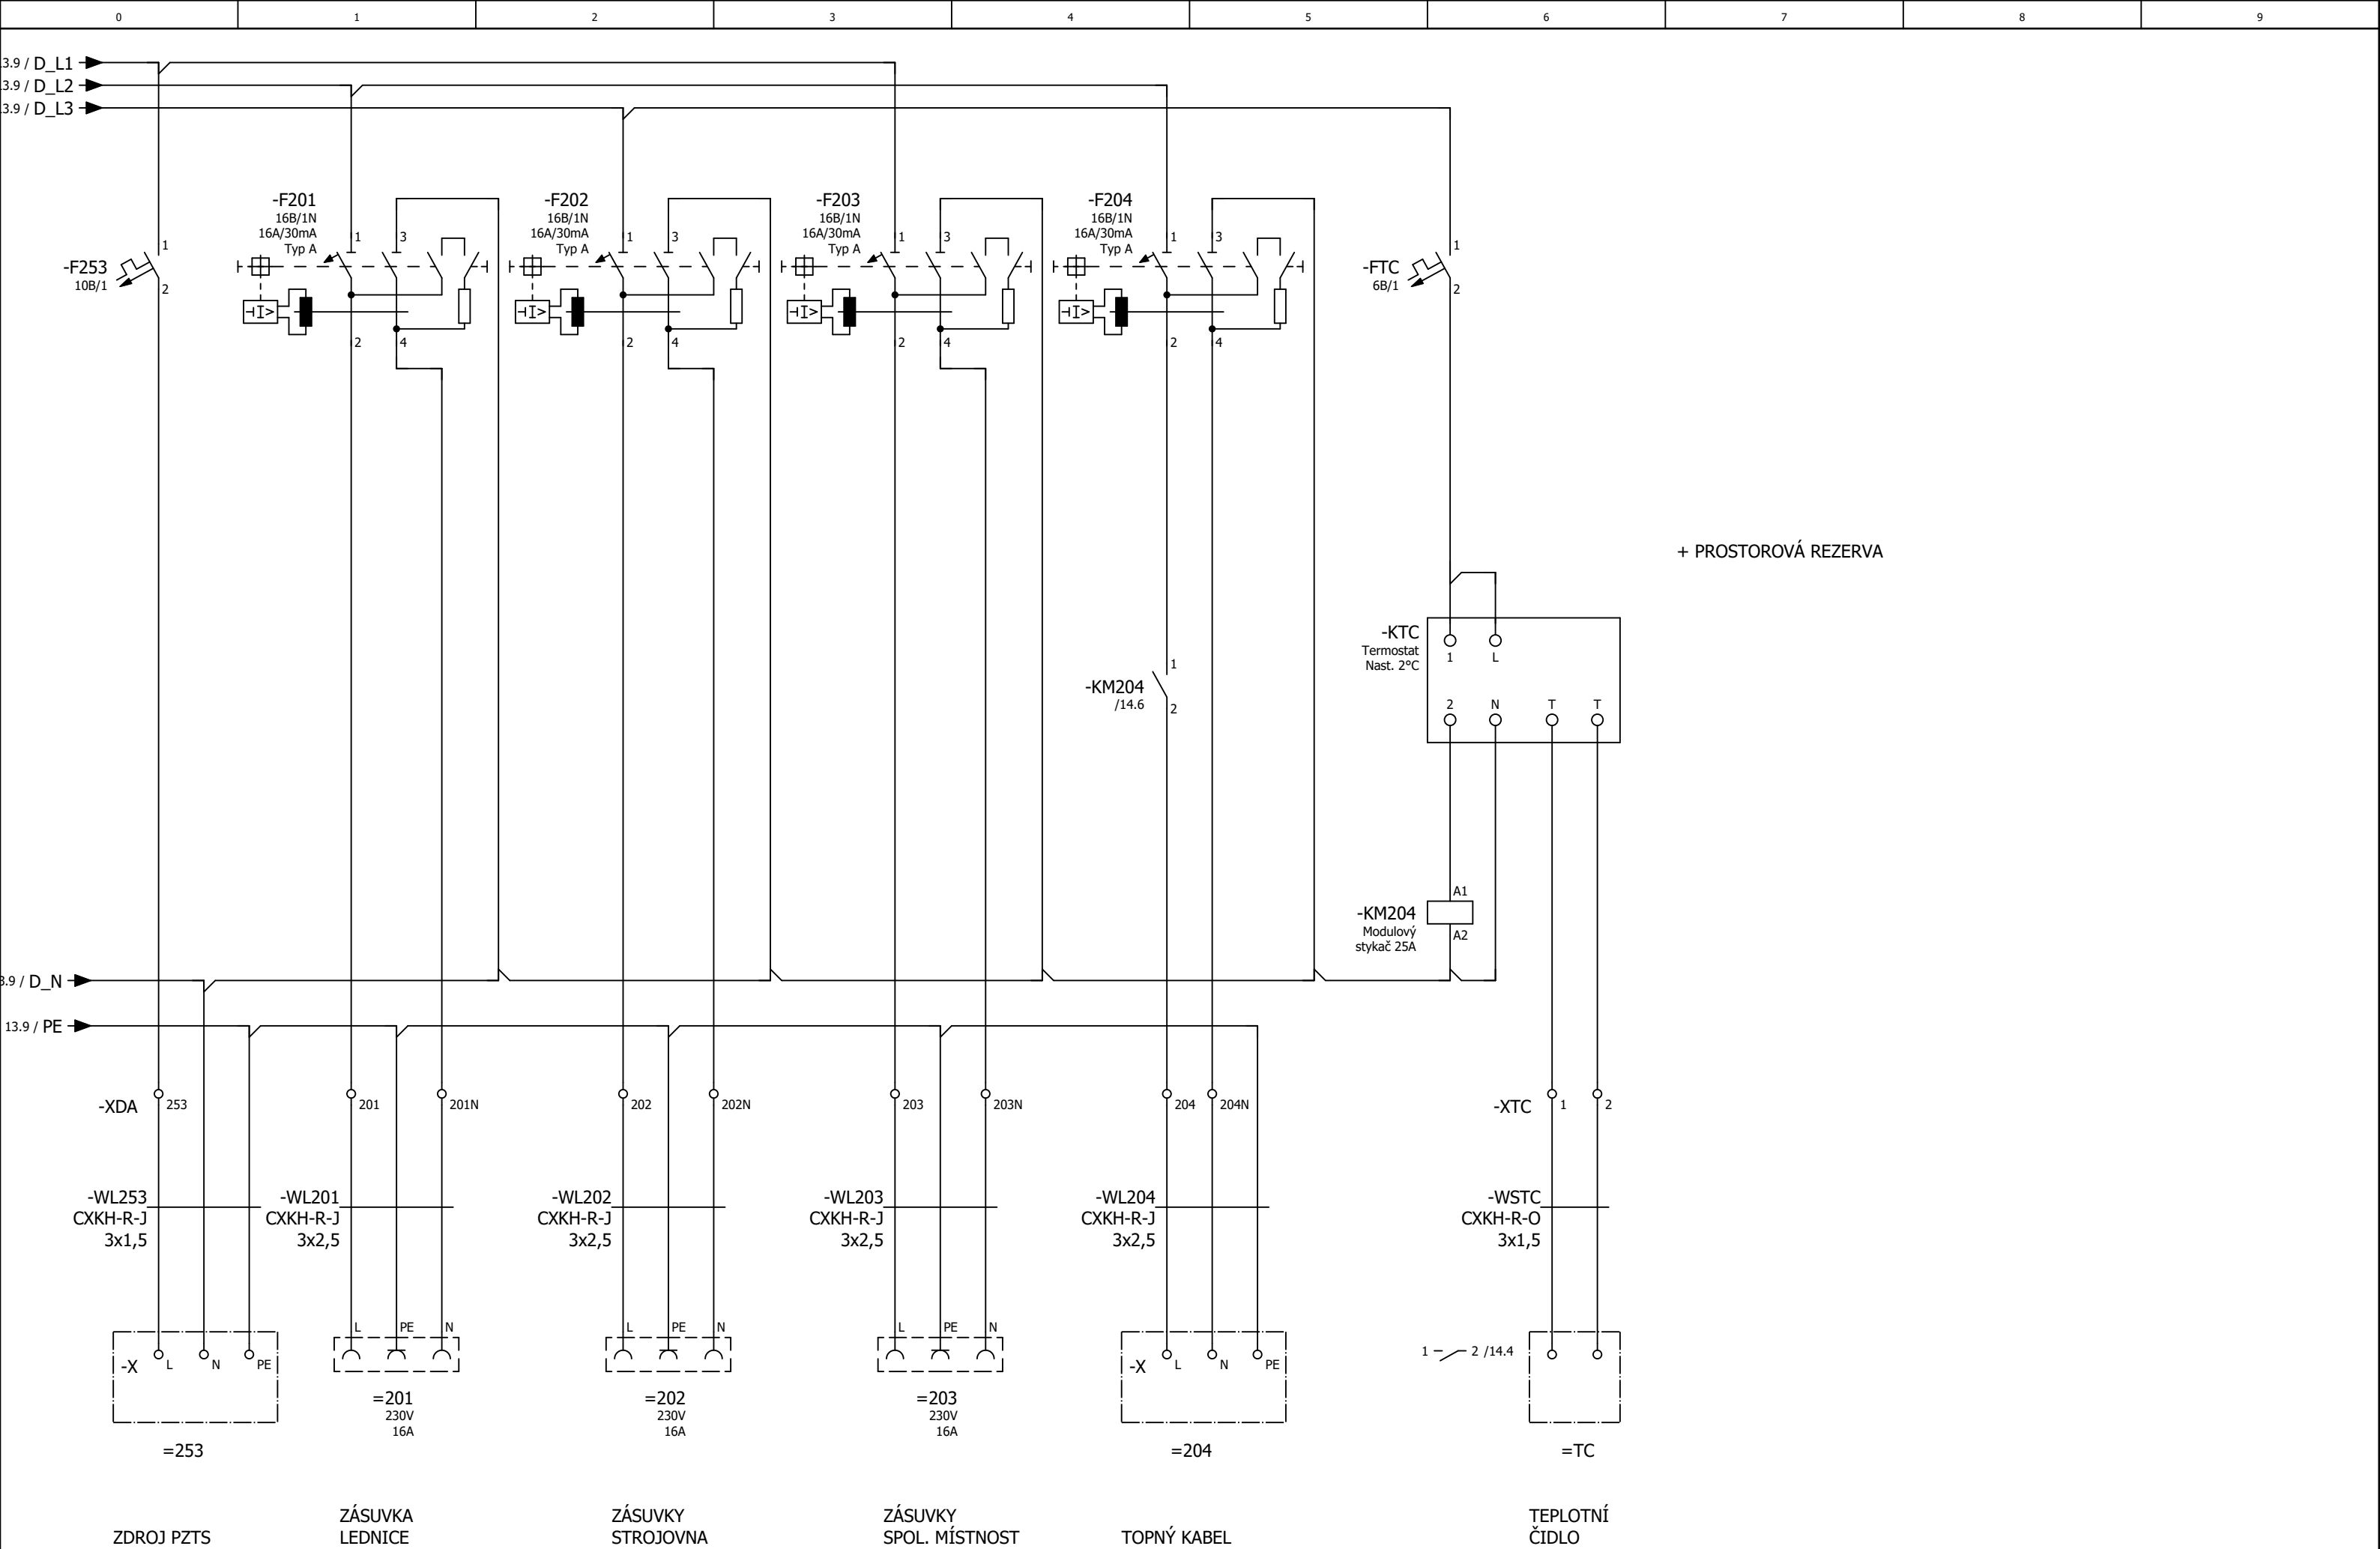 0 1 2 3 4 5 6 7 8 9
3.9 / D_L1
3.9 / D_L2
3.9 / D_L3
-F253
10B/1
1
2
-F201
16B/1N
16A/30mA
Typ A
1 3
I>
2 4
-F202
16B/1N
16A/30mA
Typ A
1 3
I>
2 4
-F203
16B/1N
16A/30mA
Typ A
1 3
I>
2 4
-F204
16B/1N
16A/30mA
Typ A
1 3
I>
2 4
-FTC
6B/1
1
2
+ PROSTOROVÁ REZERVA
-KM204
/14.6
1
2
-KTC
Termostat
Nast. 2°C
1 L
2 N T T
-KM204
Modulový
stykač 25A
A1
A2
3.9 / D_N
13.9 / PE
-XDA 253 201 201N 202 202N 203 203N 204 204N
-XTC 1 2
-WL253
CXKH-R-J
3x1,5
-WL201
CXKH-R-J
3x2,5
-WL202
CXKH-R-J
3x2,5
-WL203
CXKH-R-J
3x2,5
-WL204
CXKH-R-J
3x2,5
-WSTC
CXKH-R-O
3x1,5
-X L N PE
=253
L PE N
=201
230V
16A
L PE N
=202
230V
16A
L PE N
=203
230V
16A
-X L N PE
=204
1 2 /14.4
=TC
ZDROJ PZTS
ZÁSUVKA
LEDNICE
ZÁSUVKY
STROJOVNA
ZÁSUVKY
SPOL. MÍSTNOST
TOPNÝ KABEL
TEPLOTNÍ
ČIDLO